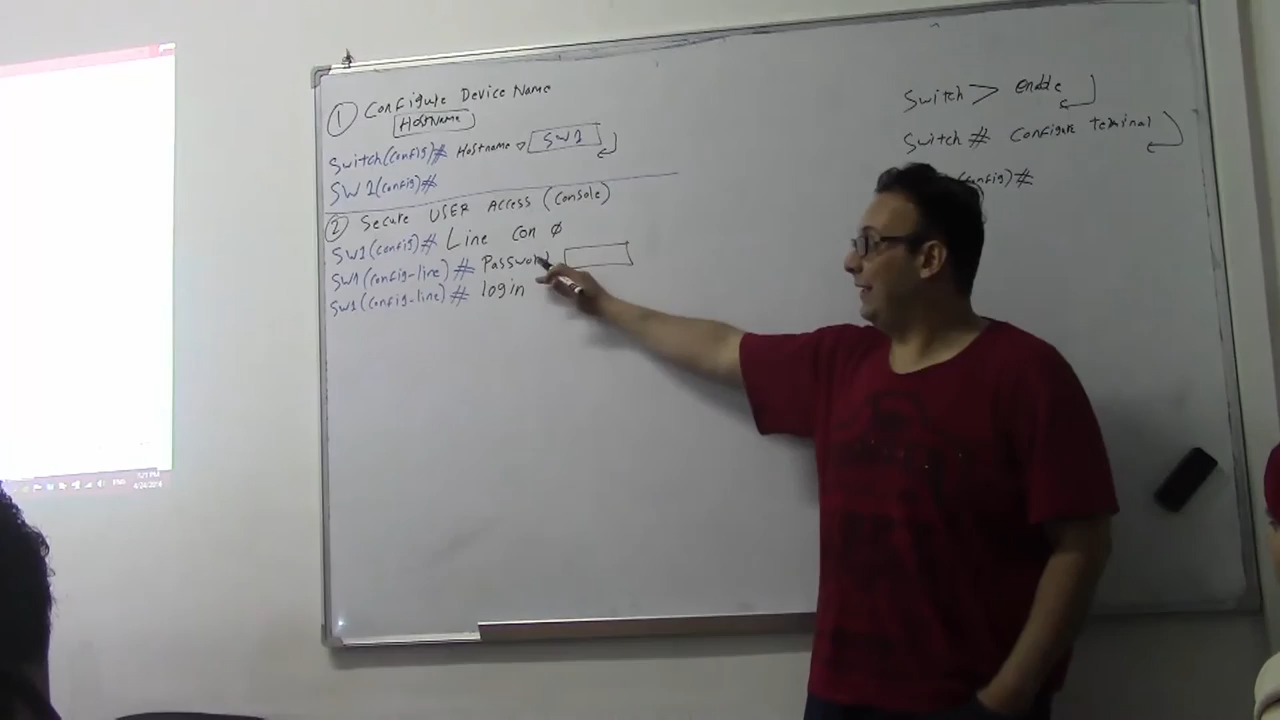 ① Configure Device Name
HostName
Switch(config)# Hostname SW1
SW1(config)#
② Secure USER Access (console)
SW1(config)# Line con 0
SW1(config-line)# Password
SW1(config-line)# login
Switch> enable
Switch# Configure teminal
config)#